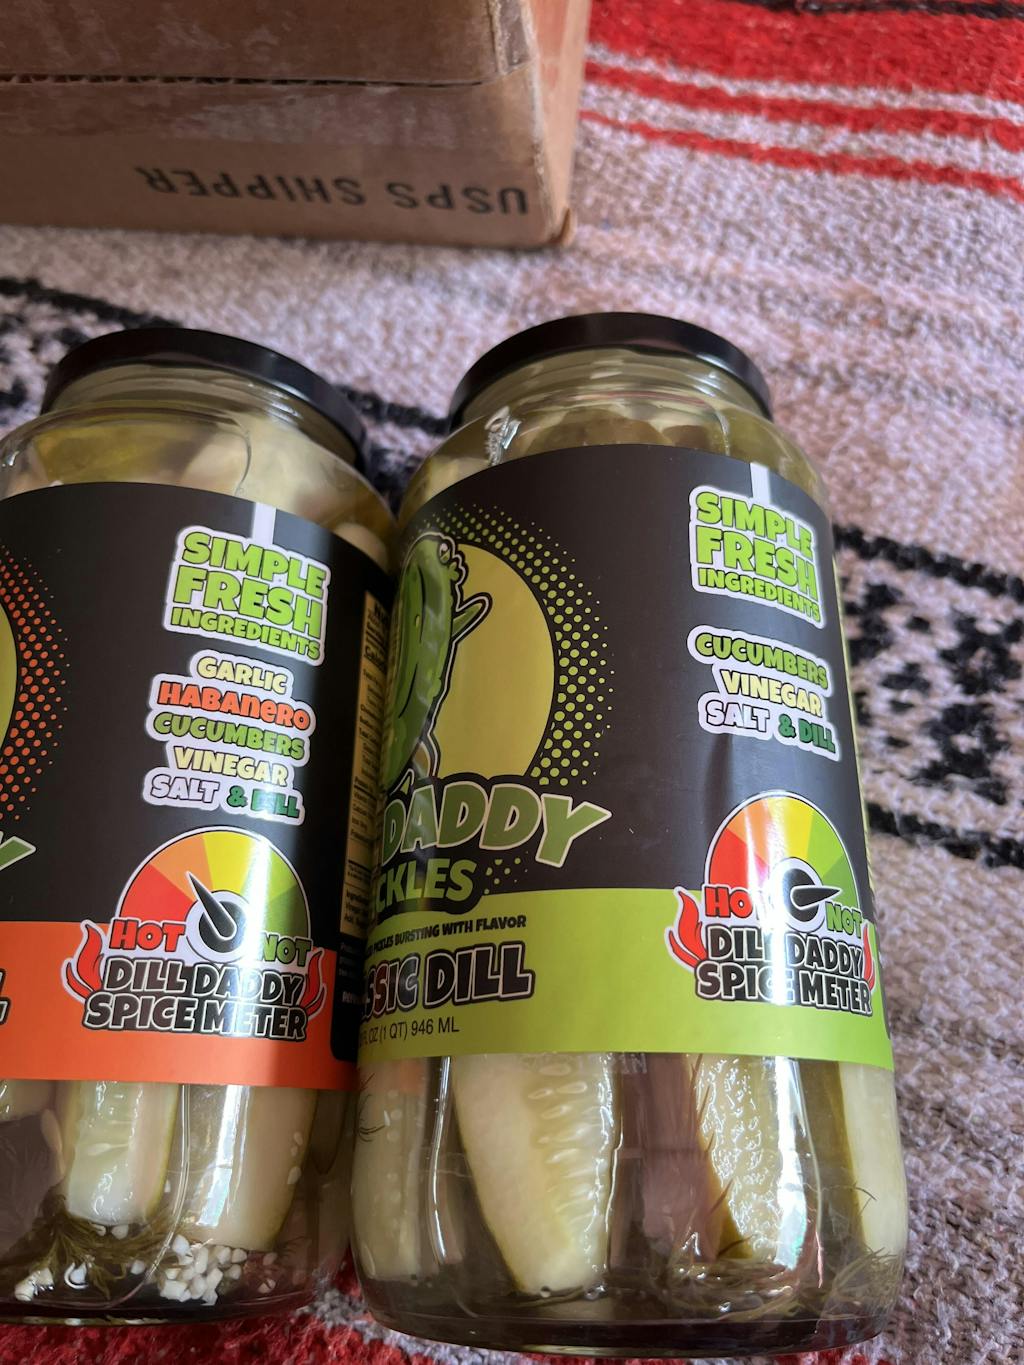 USPS SHIPPER
SIMPLE
FRESH
INGREDIENTS
GARLIC
HABANERO
CUCUMBERS
VINEGAR
SALT & DILL
HOT NOT
DILL DADDY
SPICE METER
SIMPLE
FRESH
INGREDIENTS
CUCUMBERS
VINEGAR
SALT & DILL
DADDY
CKLES
PICKLES BURSTING WITH FLAVOR
SSIC DILL
FL OZ (1 QT) 946 ML
HO NOT
DILL DADDY
SPICE METER